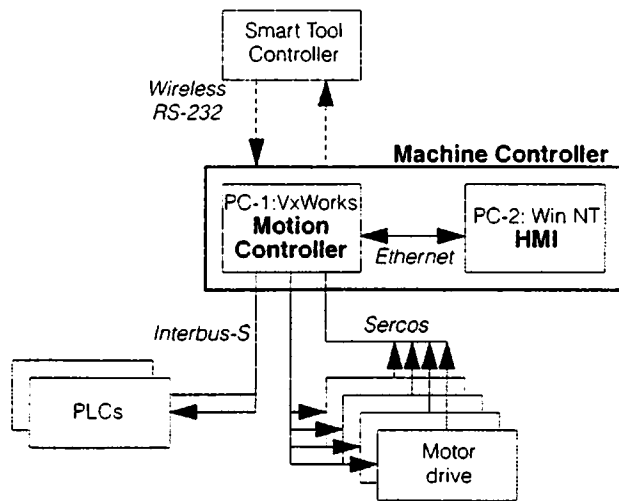 Smart Tool
Controller
Wireless
RS-232
Machine Controller
PC-1:VxWorks
Motion
Controller
Ethernet
PC-2: Win NT
HMI
Interbus-S
Sercos
PLCs
Motor
drive